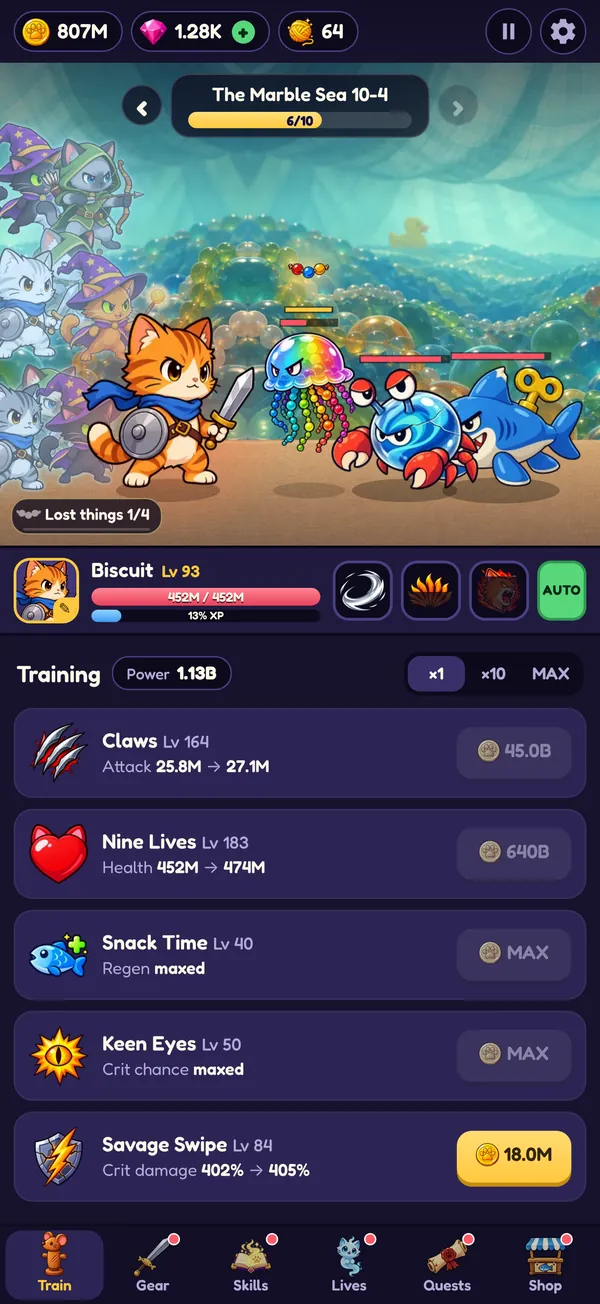 807M
1.28K
64
The Marble Sea 10-4
6/10
Lost things 1/4
Biscuit Lv 93
452M / 452M
13% XP
AUTO
Training
Power 1.13B
x1
x10
MAX
Claws Lv 164
Attack 25.8M → 27.1M
45.0B
Nine Lives Lv 183
Health 452M → 474M
640B
Snack Time Lv 40
Regen maxed
MAX
Keen Eyes Lv 50
Crit chance maxed
MAX
Savage Swipe Lv 84
Crit damage 402% → 405%
18.0M
Train
Gear
Skills
Lives
Quests
Shop